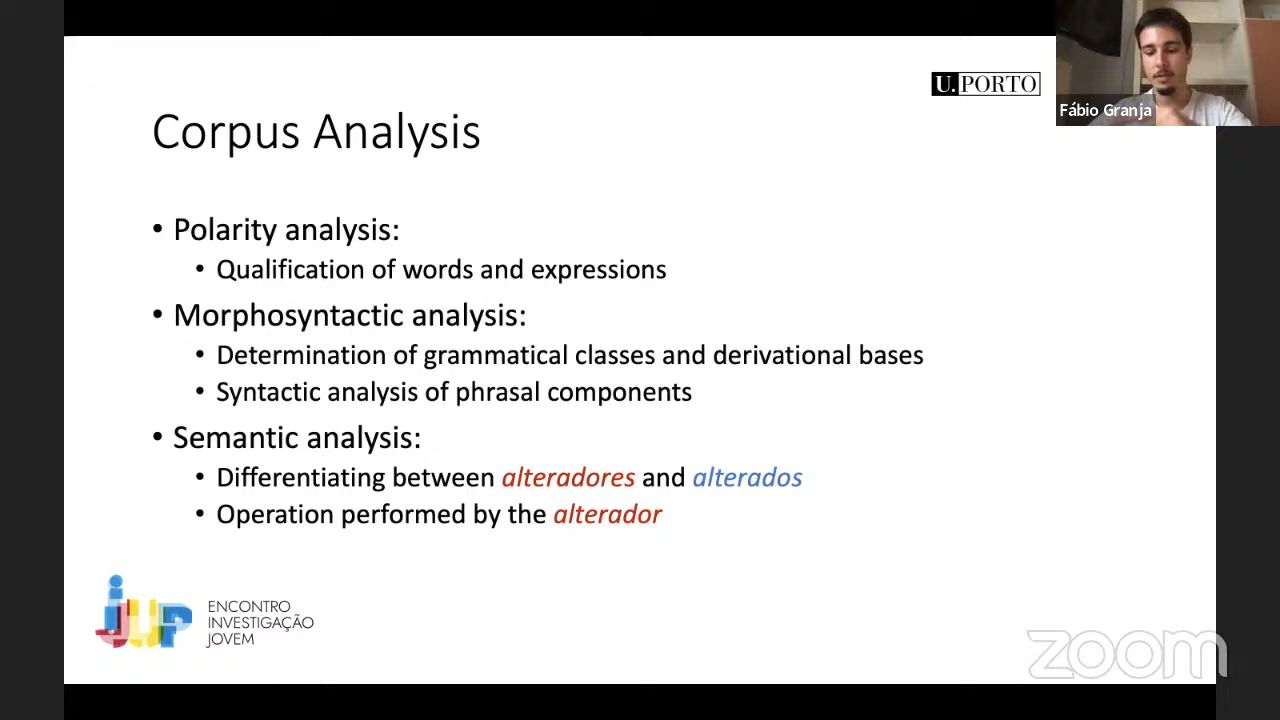 U.PORTO
Fábio Granja
Corpus Analysis
• Polarity analysis:
• Qualification of words and expressions
• Morphosyntactic analysis:
• Determination of grammatical classes and derivational bases
• Syntactic analysis of phrasal components
• Semantic analysis:
• Differentiating between alteradores and alterados
• Operation performed by the alterador
ijUP
ENCONTRO
INVESTIGAÇÃO
JOVEM
zoom